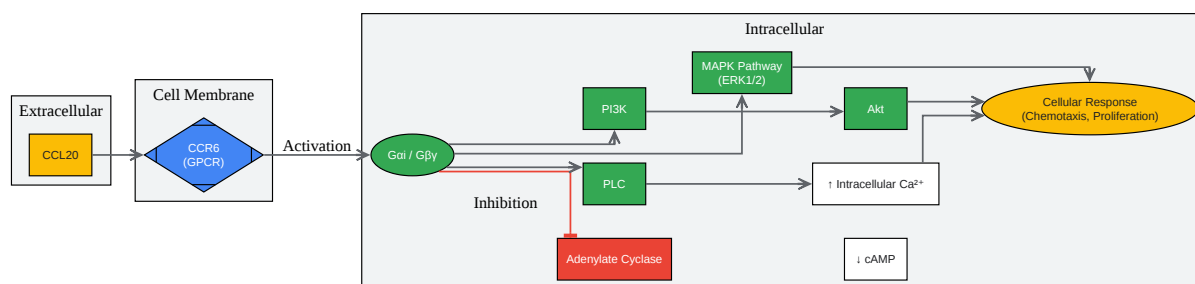 Extracellular
CCL20
Cell Membrane
CCR6
(GPCR)
Activation
Intracellular
Gαi / Gβγ
Inhibition
PI3K
PLC
Adenylate Cyclase
MAPK Pathway
(ERK1/2)
Akt
↑ Intracellular Ca²⁺
↓ cAMP
Cellular Response
(Chemotaxis, Proliferation)